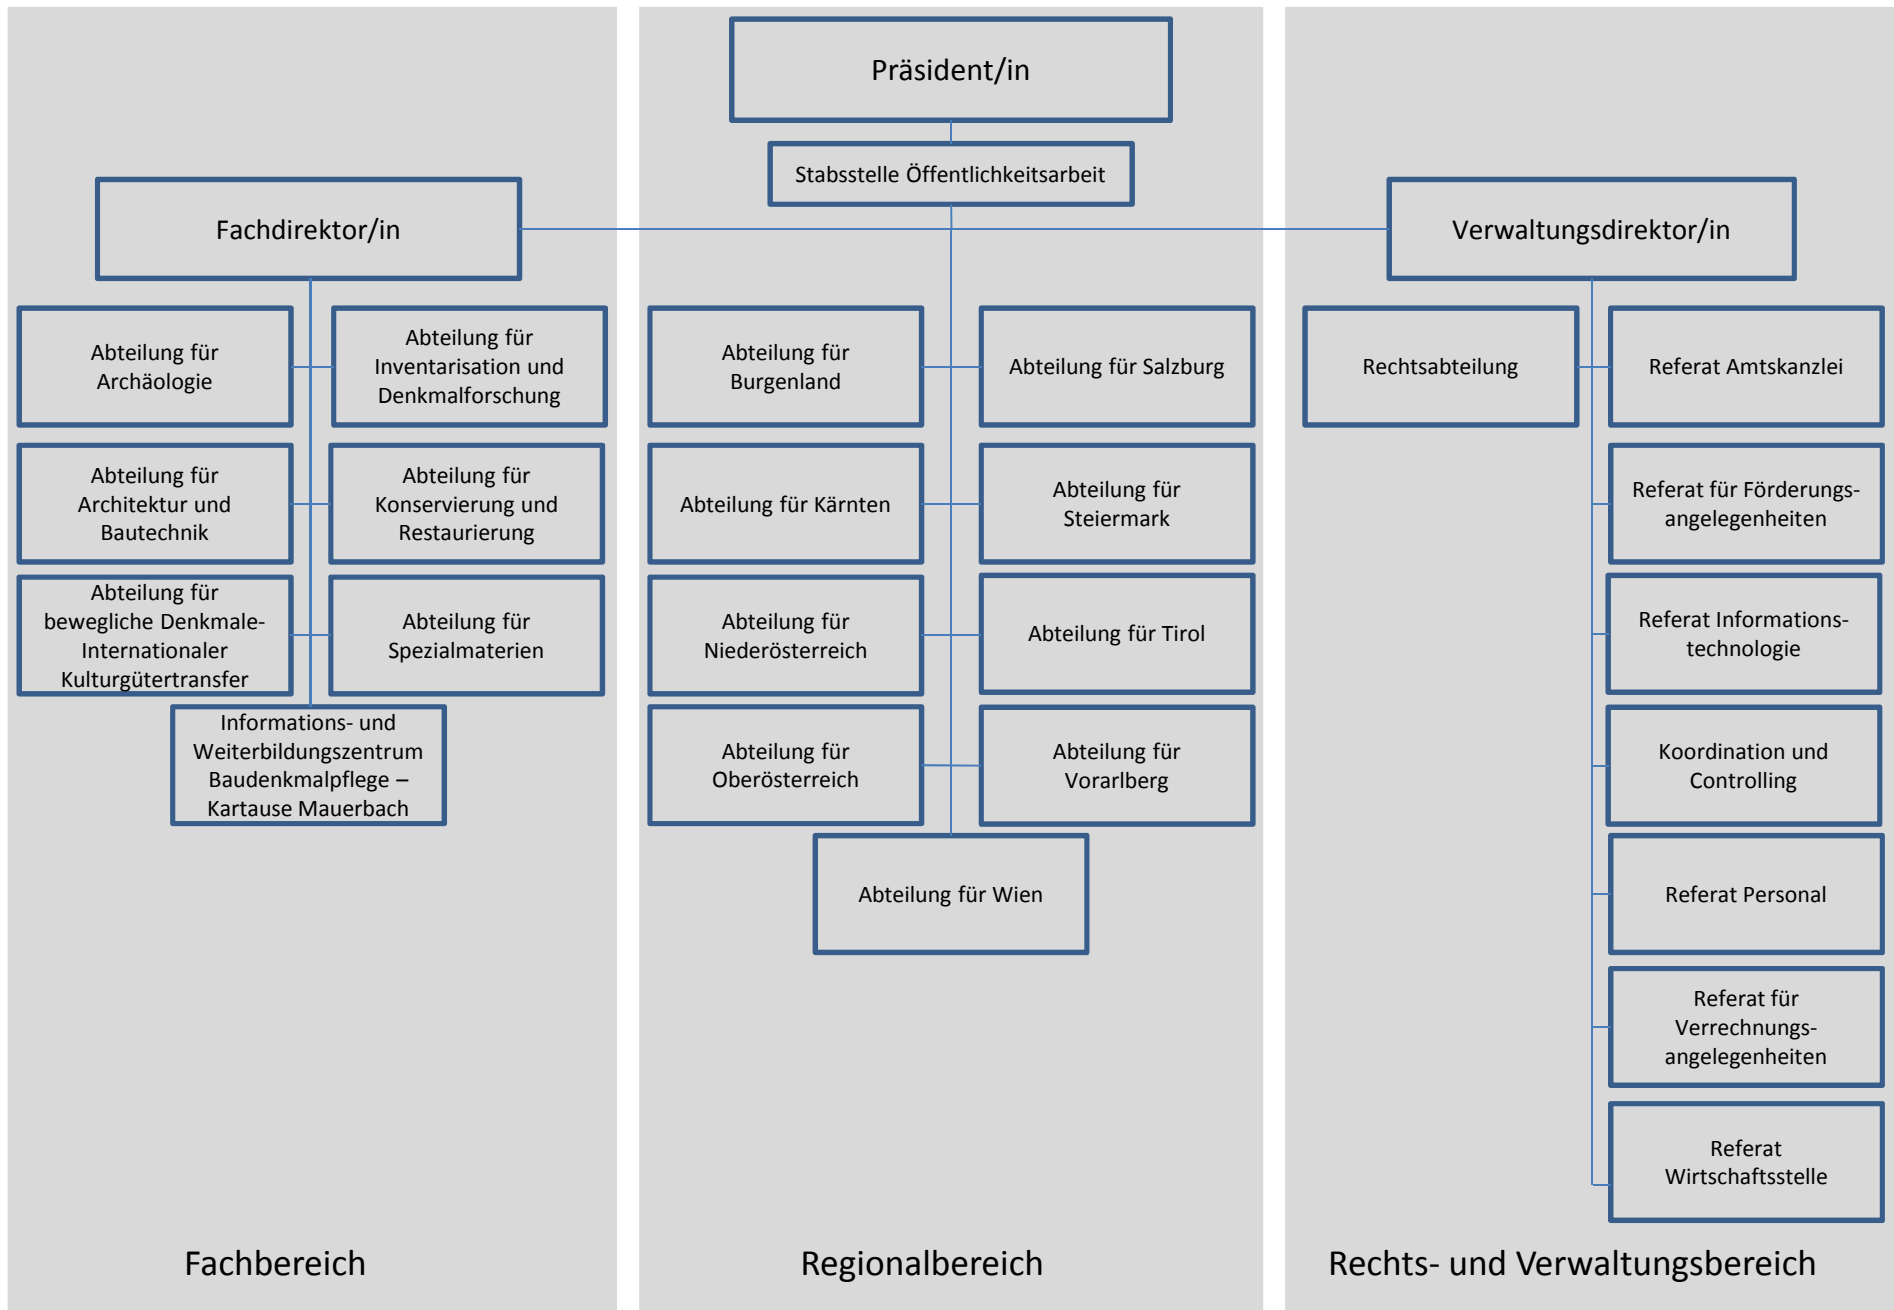 Präsident/in
Stabsstelle Öffentlichkeitsarbeit
Fachdirektor/in
Abteilung für
Archäologie
Abteilung für
Inventarisation und
Denkmalforschung
Abteilung für
Architektur und
Bautechnik
Abteilung für
Konservierung und
Restaurierung
Abteilung für
bewegliche Denkmale-
Internationaler
Kulturgütertransfer
Abteilung für
Spezialmaterien
Informations- und
Weiterbildungszentrum
Baudenkmalpflege –
Kartause Mauerbach
Fachbereich
Abteilung für
Burgenland
Abteilung für Salzburg
Abteilung für Kärnten
Abteilung für
Steiermark
Abteilung für
Niederösterreich
Abteilung für Tirol
Abteilung für
Oberösterreich
Abteilung für
Vorarlberg
Abteilung für Wien
Regionalbereich
Verwaltungsdirektor/in
Rechtsabteilung
Referat Amtskanzlei
Referat für Förderungs-
angelegenheiten
Referat Informations-
technologie
Koordination und
Controlling
Referat Personal
Referat für
Verrechnungs-
angelegenheiten
Referat
Wirtschaftsstelle
Rechts- und Verwaltungsbereich